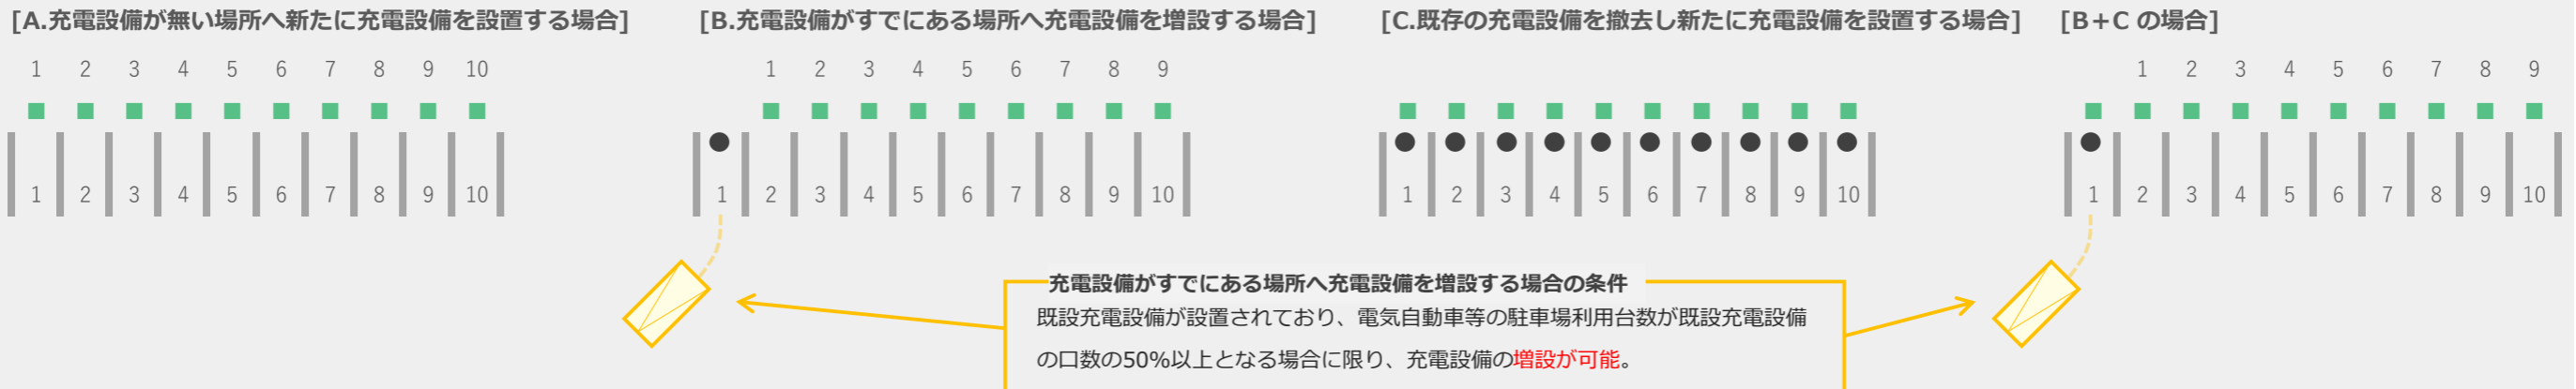 [A.充電設備が無い場所へ新たに充電設備を設置する場合]
1 2 3 4 5 6 7 8 9 10
1 2 3 4 5 6 7 8 9 10
[B.充電設備がすでにある場所へ充電設備を増設する場合]
1 2 3 4 5 6 7 8 9
1 2 3 4 5 6 7 8 9 10
[C.既存の充電設備を撤去し新たに充電設備を設置する場合]
1 2 3 4 5 6 7 8 9 10
[B+C の場合]
1 2 3 4 5 6 7 8 9
1 2 3 4 5 6 7 8 9 10
充電設備がすでにある場所へ充電設備を増設する場合の条件
既設充電設備が設置されており、電気自動車等の駐車場利用台数が既設充電設備
の口数の50%以上となる場合に限り、充電設備の増設が可能。